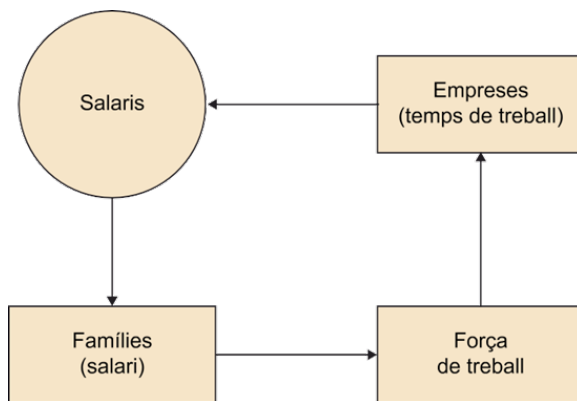 Salaris
Empreses
(temps de treball)
Famílies
(salari)
Força
de treball